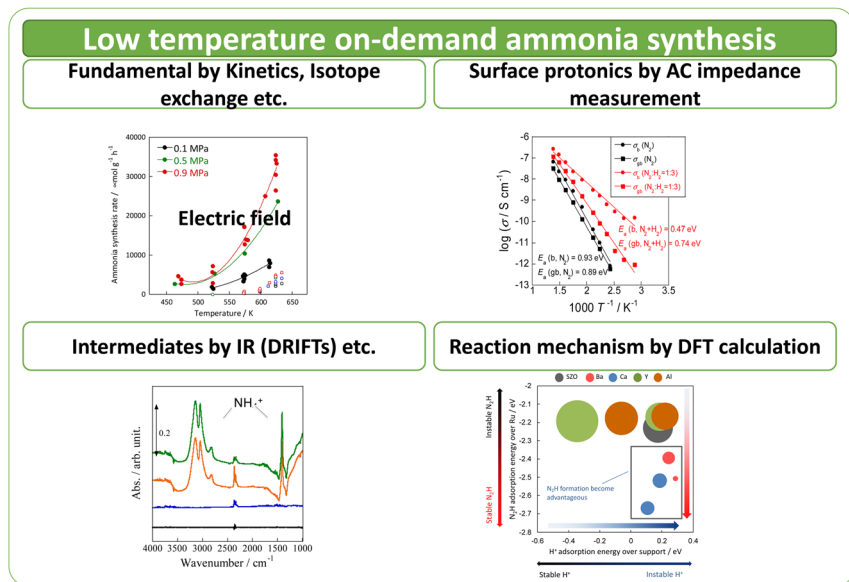 Low temperature on-demand ammonia synthesis
Fundamental by Kinetics, Isotope
exchange etc.
Surface protonics by AC impedance
measurement
40000
30000
20000
10000
0
Ammonia synthesis rate / ∞mol g⁻¹ h⁻¹
0.1 MPa
0.5 MPa
0.9 MPa
Electric field
450 500 550 600 650
Temperature / K
-6
-7
-8
-9
-10
-11
-12
-13
log (σ / S cm⁻¹)
σb (N2)
σgb (N2)
σb (N2:H2=1:3)
σgb (N2:H2=1:3)
Ea (b, N2+H2) = 0.47 eV
Ea (gb, N2+H2) = 0.74 eV
Ea (b, N2) = 0.93 eV
Ea (gb, N2) = 0.89 eV
1 1.5 2 2.5 3 3.5
1000 T⁻¹ / K⁻¹
Intermediates by IR (DRIFTs) etc.
Reaction mechanism by DFT calculation
Abs. / arb. unit.
0.2
4000 3500 3000 2500 2000 1500 1000
Wavenumber / cm⁻¹
SZO Ba Ca Y Al
Instable N₂H
Stable N₂H
N₂H adsorption energy over Ru / eV
-2
-2.1
-2.2
-2.3
-2.4
-2.5
-2.6
-2.7
-2.8
N₂H formation become
advantageous
-0.6 -0.4 -0.2 0 0.2 0.4
H⁺ adsorption energy over support / eV
Stable H⁺
Instable H⁺